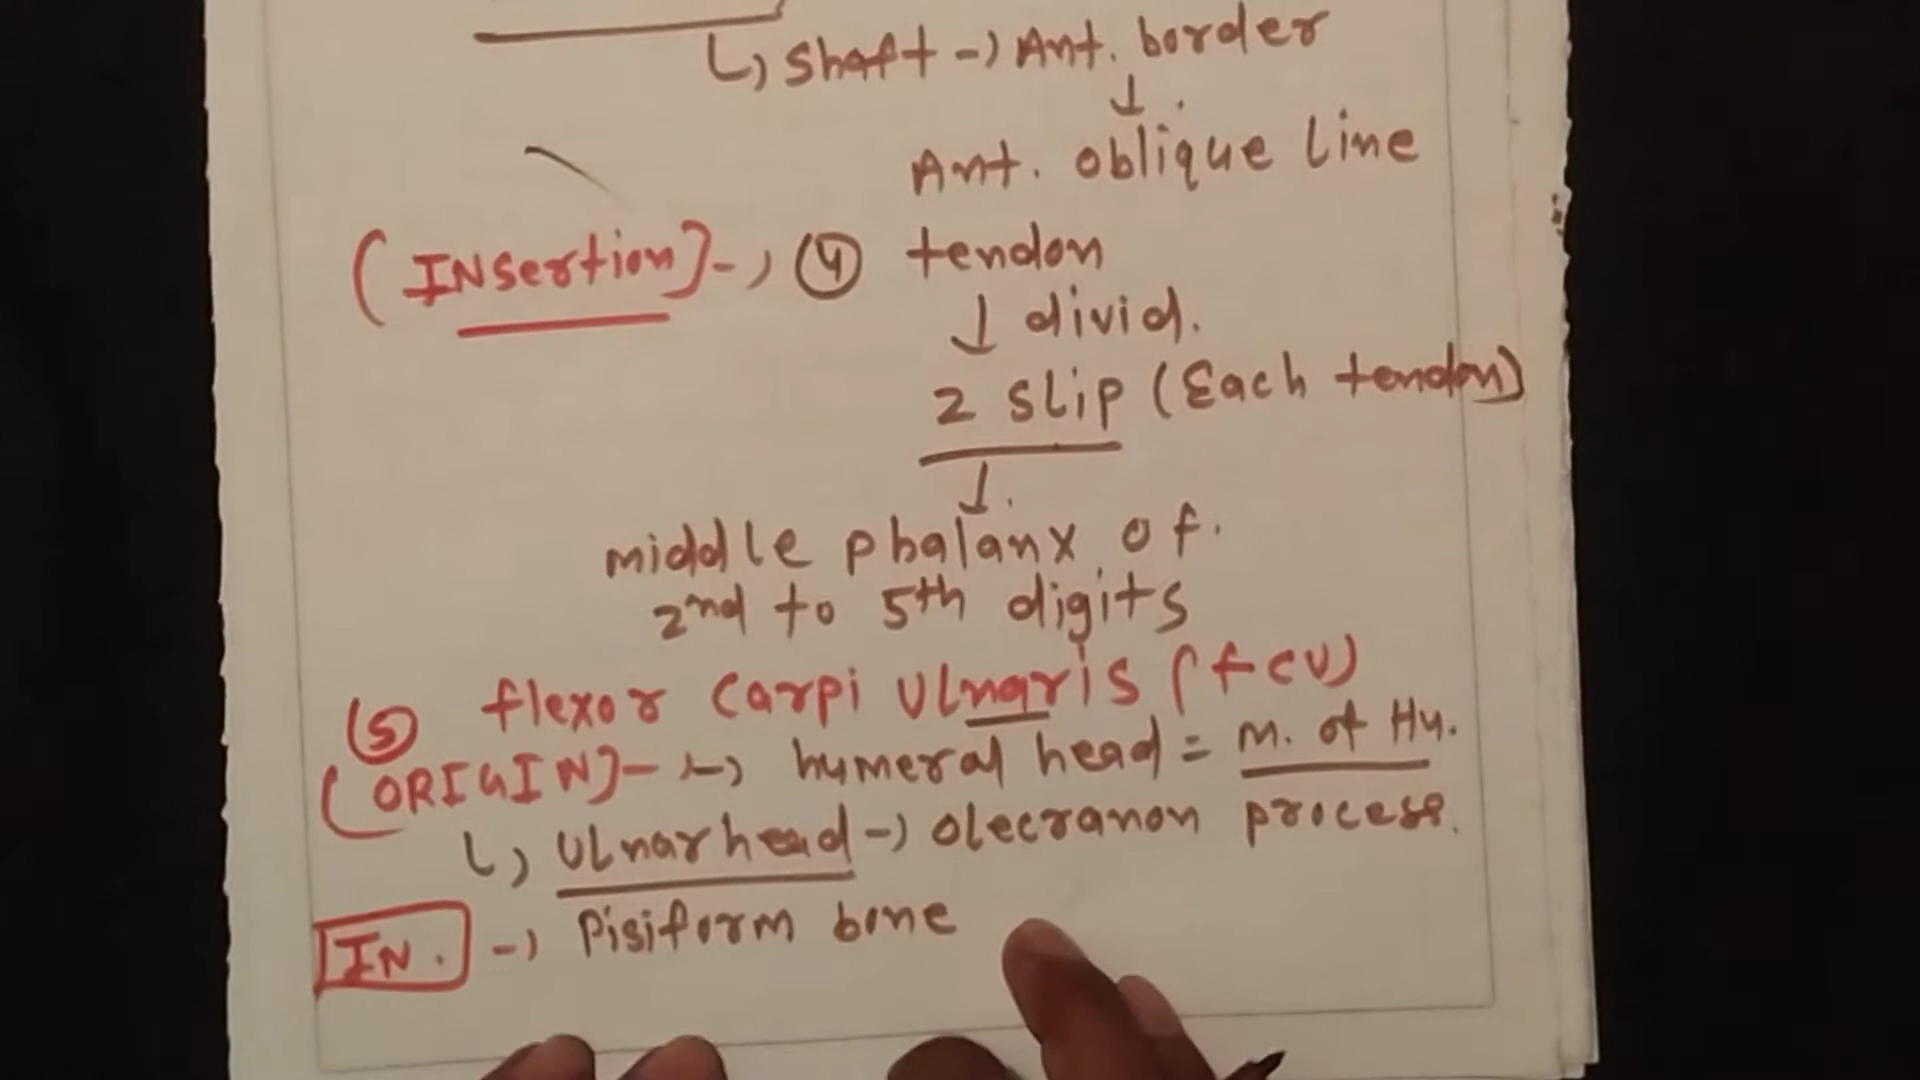 ↳ Shaft → Ant. border
↓
Ant. oblique line
(Insertion] → ④ tendon
↓ divid.
2 slip (Each tendon)
↓
middle phalanx of.
2nd to 5th digits
⑤ flexor Carpi Ulnaris (fcu)
(ORIGIN] → humeral head = M. of Hu.
↳ Ulnar head → olecranon process.
IN. → Pisiform bone